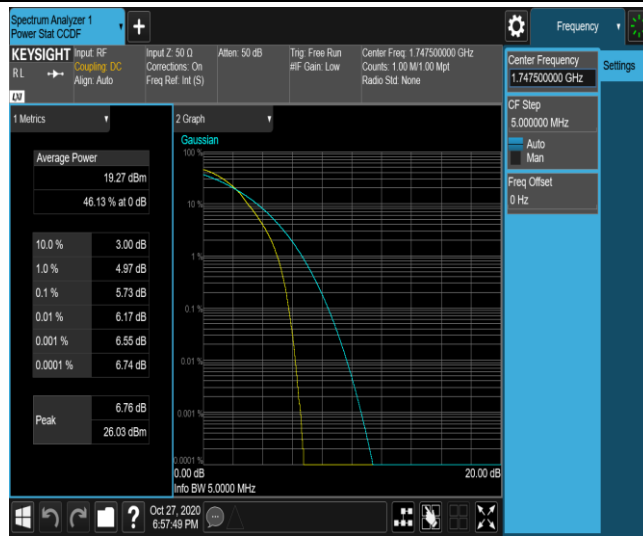 Spectrum Analyzer 1
Power Stat CCDF
+
Frequency
KEYSIGHT
RL
LXI
Input: RF
Coupling: DC
Align: Auto
Input Z: 50 Ω
Corrections: On
Freq Ref: Int (S)
Atten: 50 dB
Trig: Free Run
#IF Gain: Low
Center Freq: 1.747500000 GHz
Counts: 1.00 M/1.00 Mpt
Radio Std: None
Center Frequency
1.747500000 GHz
Settings
CF Step
5.000000 MHz
Auto
Man
Freq Offset
0 Hz
1 Metrics
Average Power
19.27 dBm
46.13 % at 0 dB
10.0 % 3.00 dB
1.0 % 4.97 dB
0.1 % 5.73 dB
0.01 % 6.17 dB
0.001 % 6.55 dB
0.0001 % 6.74 dB
Peak
6.76 dB
26.03 dBm
2 Graph
Gaussian
100 %
10 %
1 %
0.1 %
0.01 %
0.001 %
0.0001 %
0.00 dB 20.00 dB
Info BW 5.0000 MHz
?
Oct 27, 2020
6:57:49 PM